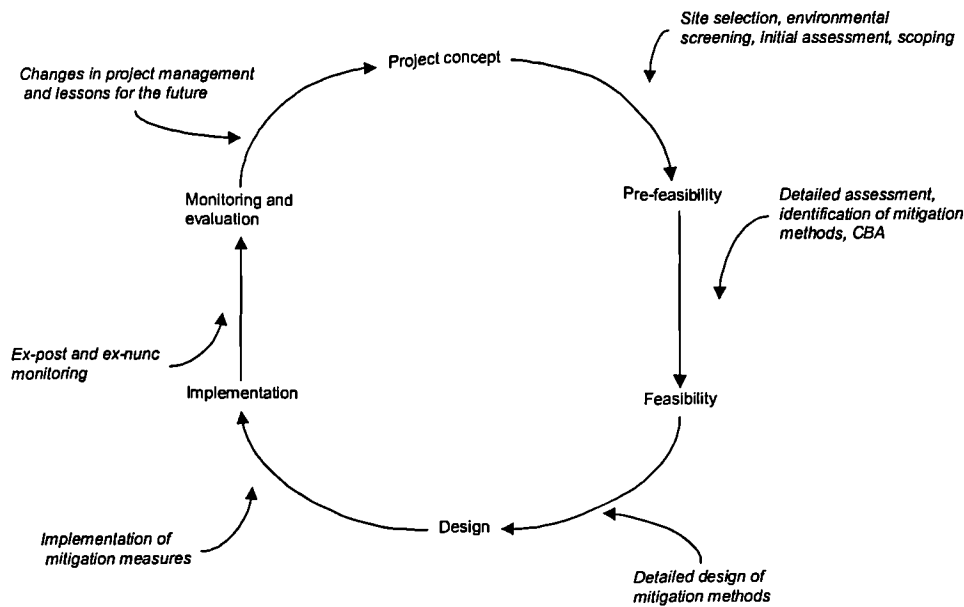 Site selection, environmental
screening, initial assessment, scoping
Project concept
Changes in project management
and lessons for the future
Pre-feasibility
Monitoring and
evaluation
Detailed assessment,
identification of mitigation
methods, CBA
Ex-post and ex-nunc
monitoring
Implementation
Feasibility
Design
Implementation of
mitigation measures
Detailed design of
mitigation methods